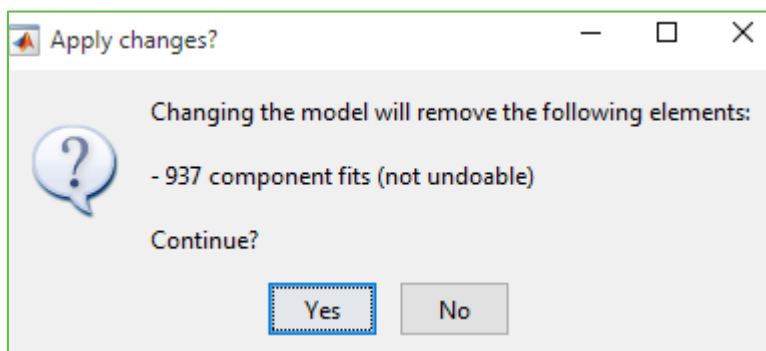 Apply changes?
Changing the model will remove the following elements:
- 937 component fits (not undoable)
Continue?
Yes No